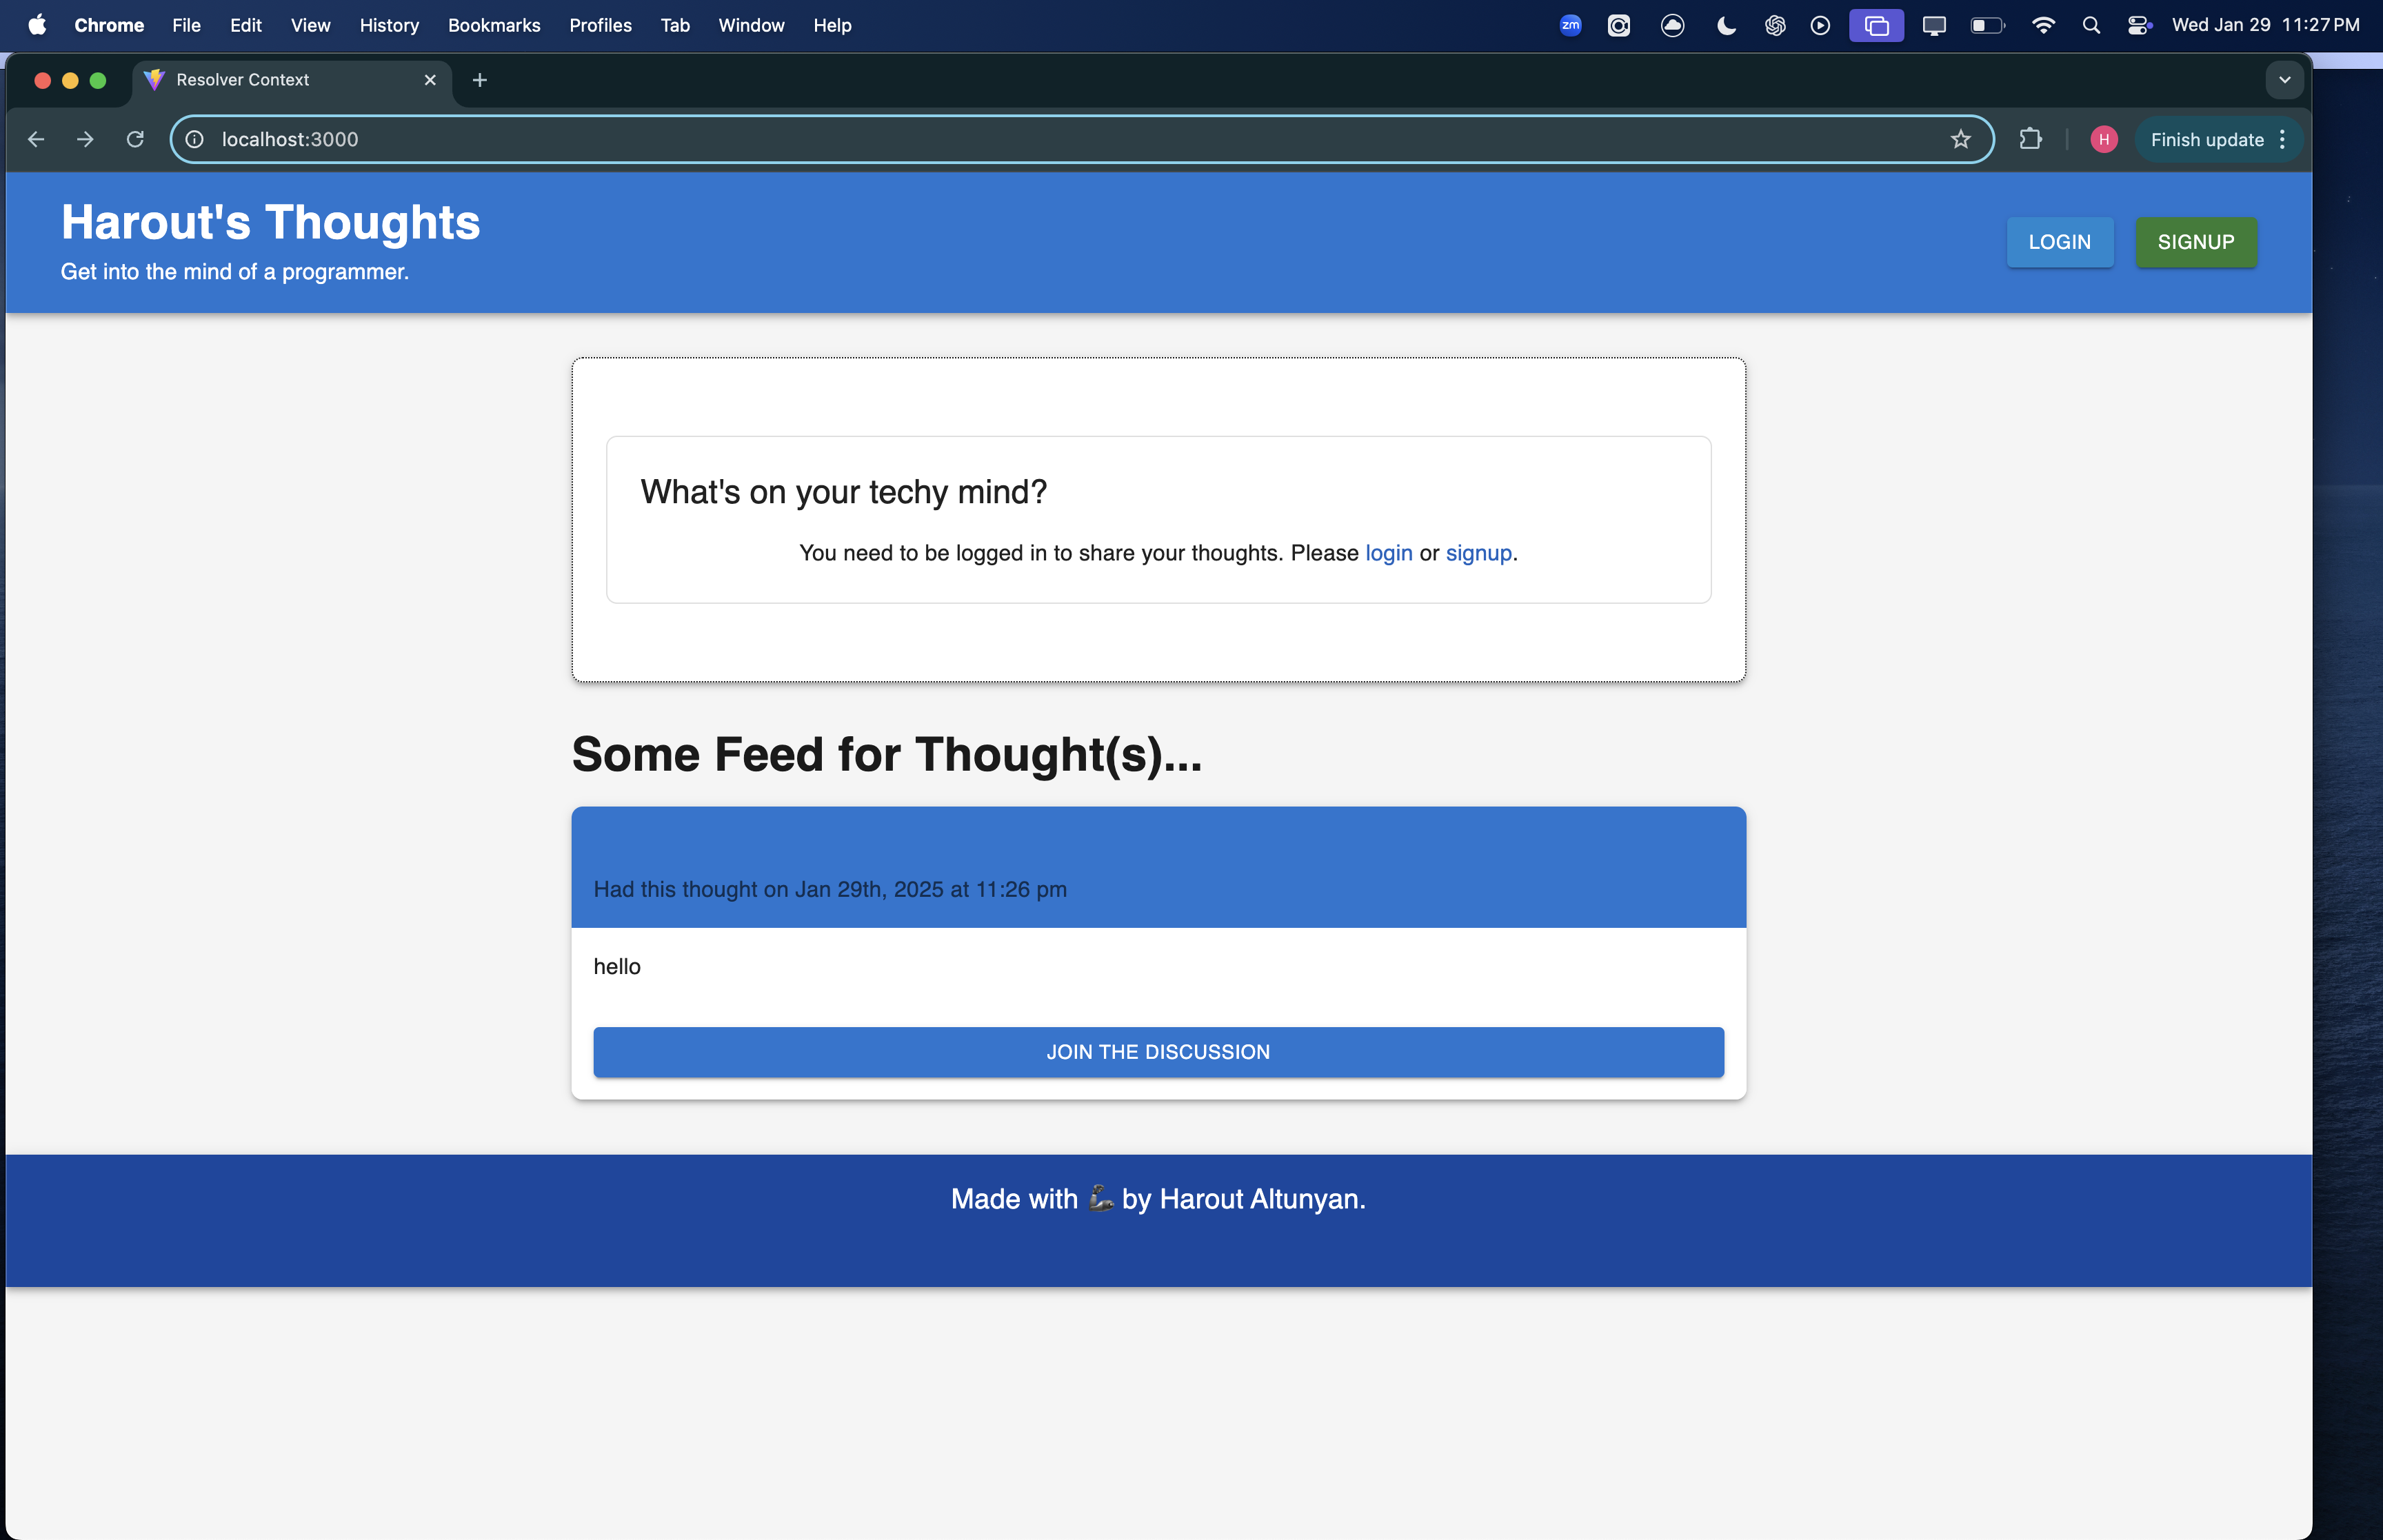 Chrome File Edit View History Bookmarks Profiles Tab Window Help zm Wed Jan 29 11:27 PM
Resolver Context
localhost:3000 H Finish update
Harout's Thoughts
Get into the mind of a programmer.
LOGIN SIGNUP
What's on your techy mind?
You need to be logged in to share your thoughts. Please login or signup.
Some Feed for Thought(s)...
Had this thought on Jan 29th, 2025 at 11:26 pm
hello
JOIN THE DISCUSSION
Made with 🦾 by Harout Altunyan.